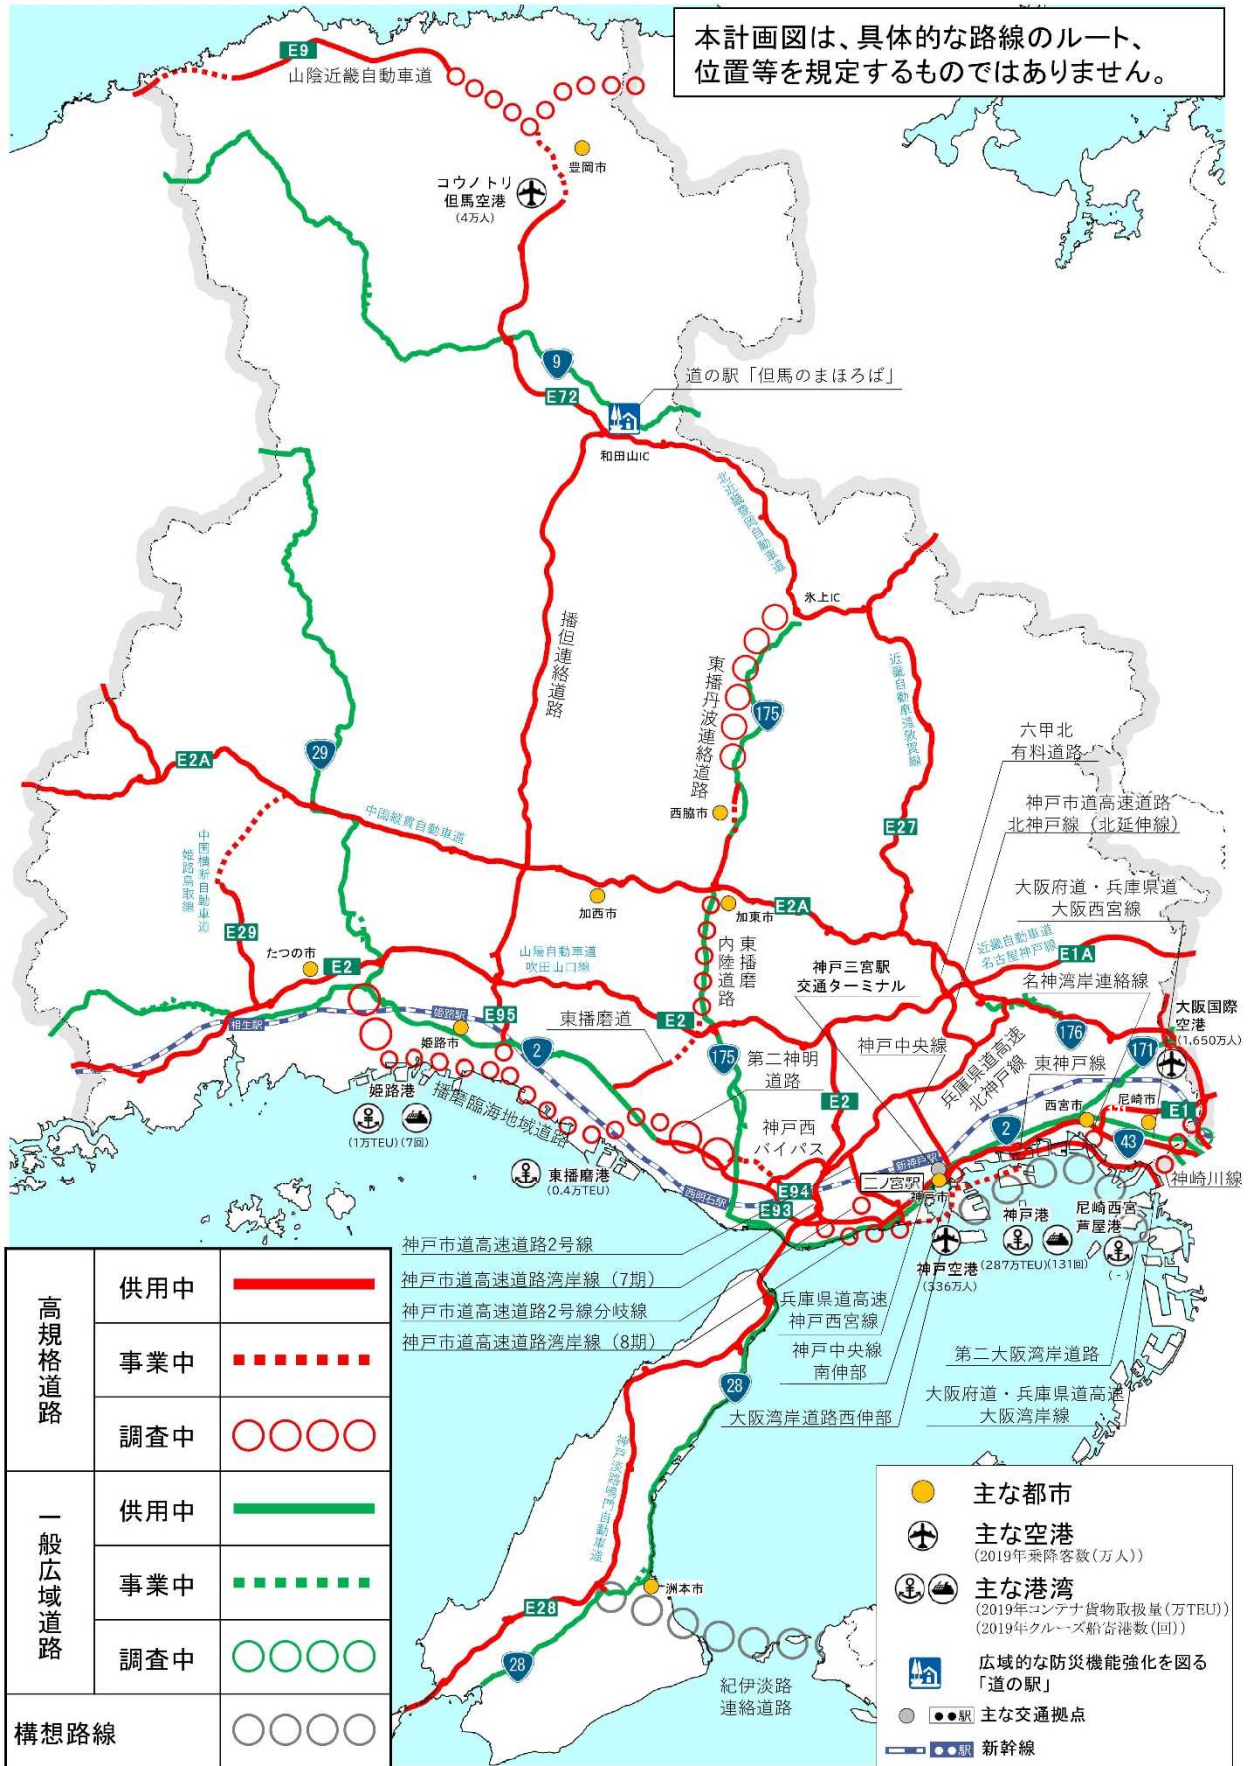 本計画図は、具体的な路線のルート、
位置等を規定するものではありません。
E9
山陰近畿自動車道
豊岡市
コウノトリ
但馬空港
(4万人)
9
道の駅「但馬のまほろば」
E72
和田山IC
北近畿豊岡自動車道
氷上IC
播但連絡道路
東播丹波連絡道路
175
近畿自動車道敦賀線
29
E2A
六甲北
有料道路
神戸市道高速道路
北神戸線(北延伸線)
中国縦貫自動車道
西脇市
E27
中国横断自動車道
姫路鳥取線
大阪府道・兵庫県道
大阪西宮線
加西市
加東市
E2A
E29
たつの市
E2
山陽自動車道
吹田山口線
東播磨
内陸道路
神戸三宮駅
交通ターミナル
近畿自動車道
名古屋神戸線
E1A
名神湾岸連絡線
大阪国際
空港
(1,650万人)
相生駅
姫路駅
E95
姫路市
2
東播磨道
E2
175
第二神明
道路
神戸中央線
兵庫県道高速
北神戸線
176
171
東神戸線
姫路港
(1万TEU)
(7回)
播磨臨海地域道路
神戸西
バイパス
E2
西宮市
尼崎市
E1
2
43
新神戸駅
東播磨港
(0.4万TEU)
西明石駅
E94
E93
三ノ宮駅
神戸市
神崎川線
神戸市道高速道路2号線
神戸市道高速道路湾岸線(7期)
神戸市道高速道路2号線分岐線
神戸市道高速道路湾岸線(8期)
神戸空港
(336万人)
神戸港
(287万TEU)
(131回)
尼崎西宮
芦屋港
(-)
兵庫県道高速
神戸西宮線
神戸中央線
南伸部
第二大阪湾岸道路
28
大阪湾岸道路西伸部
大阪府道・兵庫県道高速
大阪湾岸線
洲本市
E28
28
紀伊淡路
連絡道路
高規格道路
供用中
事業中
調査中
一般広域道路
供用中
事業中
調査中
構想路線
主な都市
主な空港
(2019年乗降客数(万人))
主な港湾
(2019年コンテナ貨物取扱量(万TEU))
(2019年クルーズ船寄港数(回))
広域的な防災機能強化を図る
「道の駅」
●●駅 主な交通拠点
●●駅 新幹線